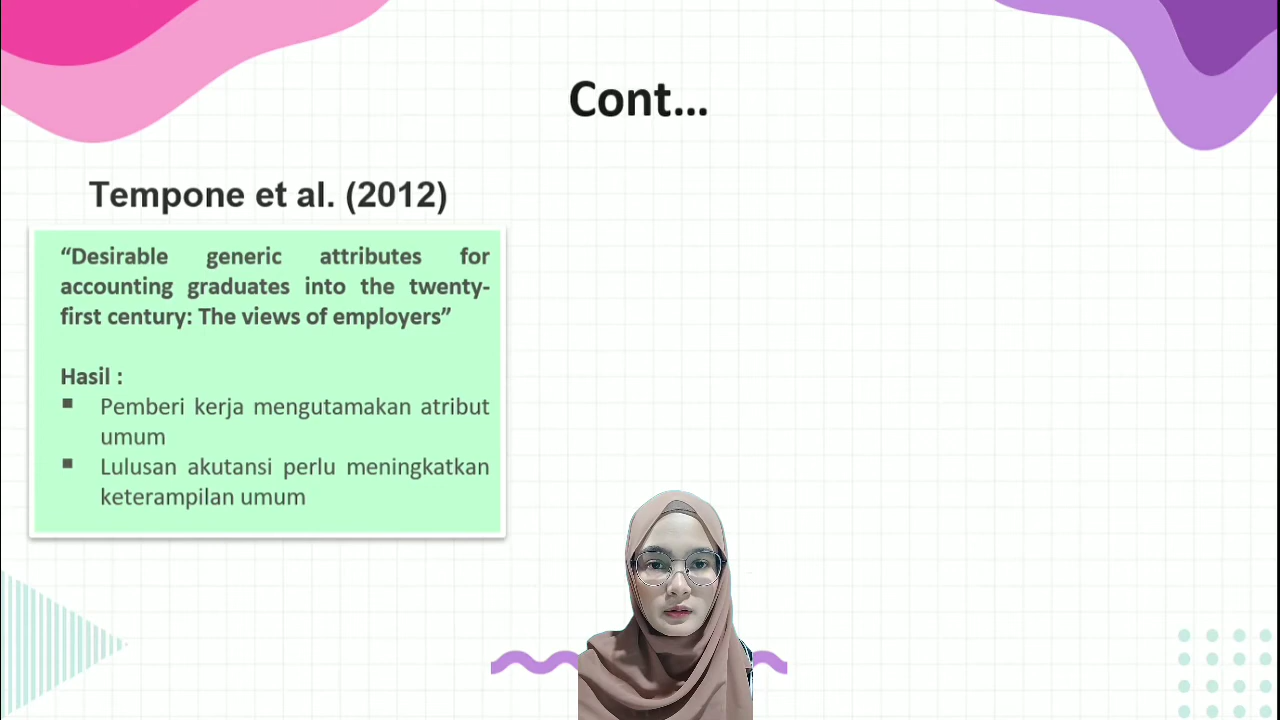 Cont...
Tempone et al. (2012)
“Desirable generic attributes for
accounting graduates into the twenty-
first century: The views of employers”
Hasil :
▪ Pemberi kerja mengutamakan atribut
umum
▪ Lulusan akutansi perlu meningkatkan
keterampilan umum